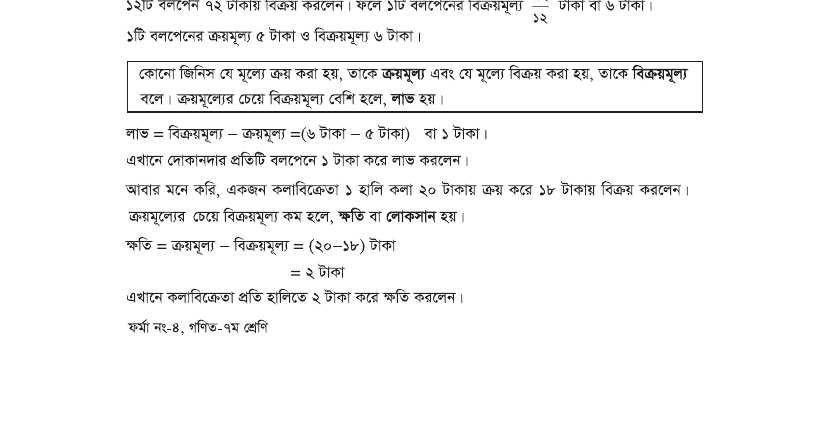 ১২টি বলপেন ৭২ টাকায় বিক্রয় করলেন। ফলে ১টি বলপেনের বিক্রয়মূল্য ১২ টাকা বা ৬ টাকা।
১টি বলপেনের ক্রয়মূল্য ৫ টাকা ও বিক্রয়মূল্য ৬ টাকা।
কোনো জিনিস যে মূল্যে ক্রয় করা হয়, তাকে ক্রয়মূল্য এবং যে মূল্যে বিক্রয় করা হয়, তাকে বিক্রয়মূল্য
বলে। ক্রয়মূল্যের চেয়ে বিক্রয়মূল্য বেশি হলে, লাভ হয়।
লাভ = বিক্রয়মূল্য – ক্রয়মূল্য =(৬ টাকা – ৫ টাকা) বা ১ টাকা।
এখানে দোকানদার প্রতিটি বলপেনে ১ টাকা করে লাভ করলেন।
আবার মনে করি, একজন কলাবিক্রেতা ১ হালি কলা ২০ টাকায় ক্রয় করে ১৮ টাকায় বিক্রয় করলেন।
ক্রয়মূল্যের চেয়ে বিক্রয়মূল্য কম হলে, ক্ষতি বা লোকসান হয়।
ক্ষতি = ক্রয়মূল্য – বিক্রয়মূল্য = (২০–১৮) টাকা
= ২ টাকা
এখানে কলাবিক্রেতা প্রতি হালিতে ২ টাকা করে ক্ষতি করলেন।
ফর্মা নং-৪, গণিত-৭ম শ্রেণি